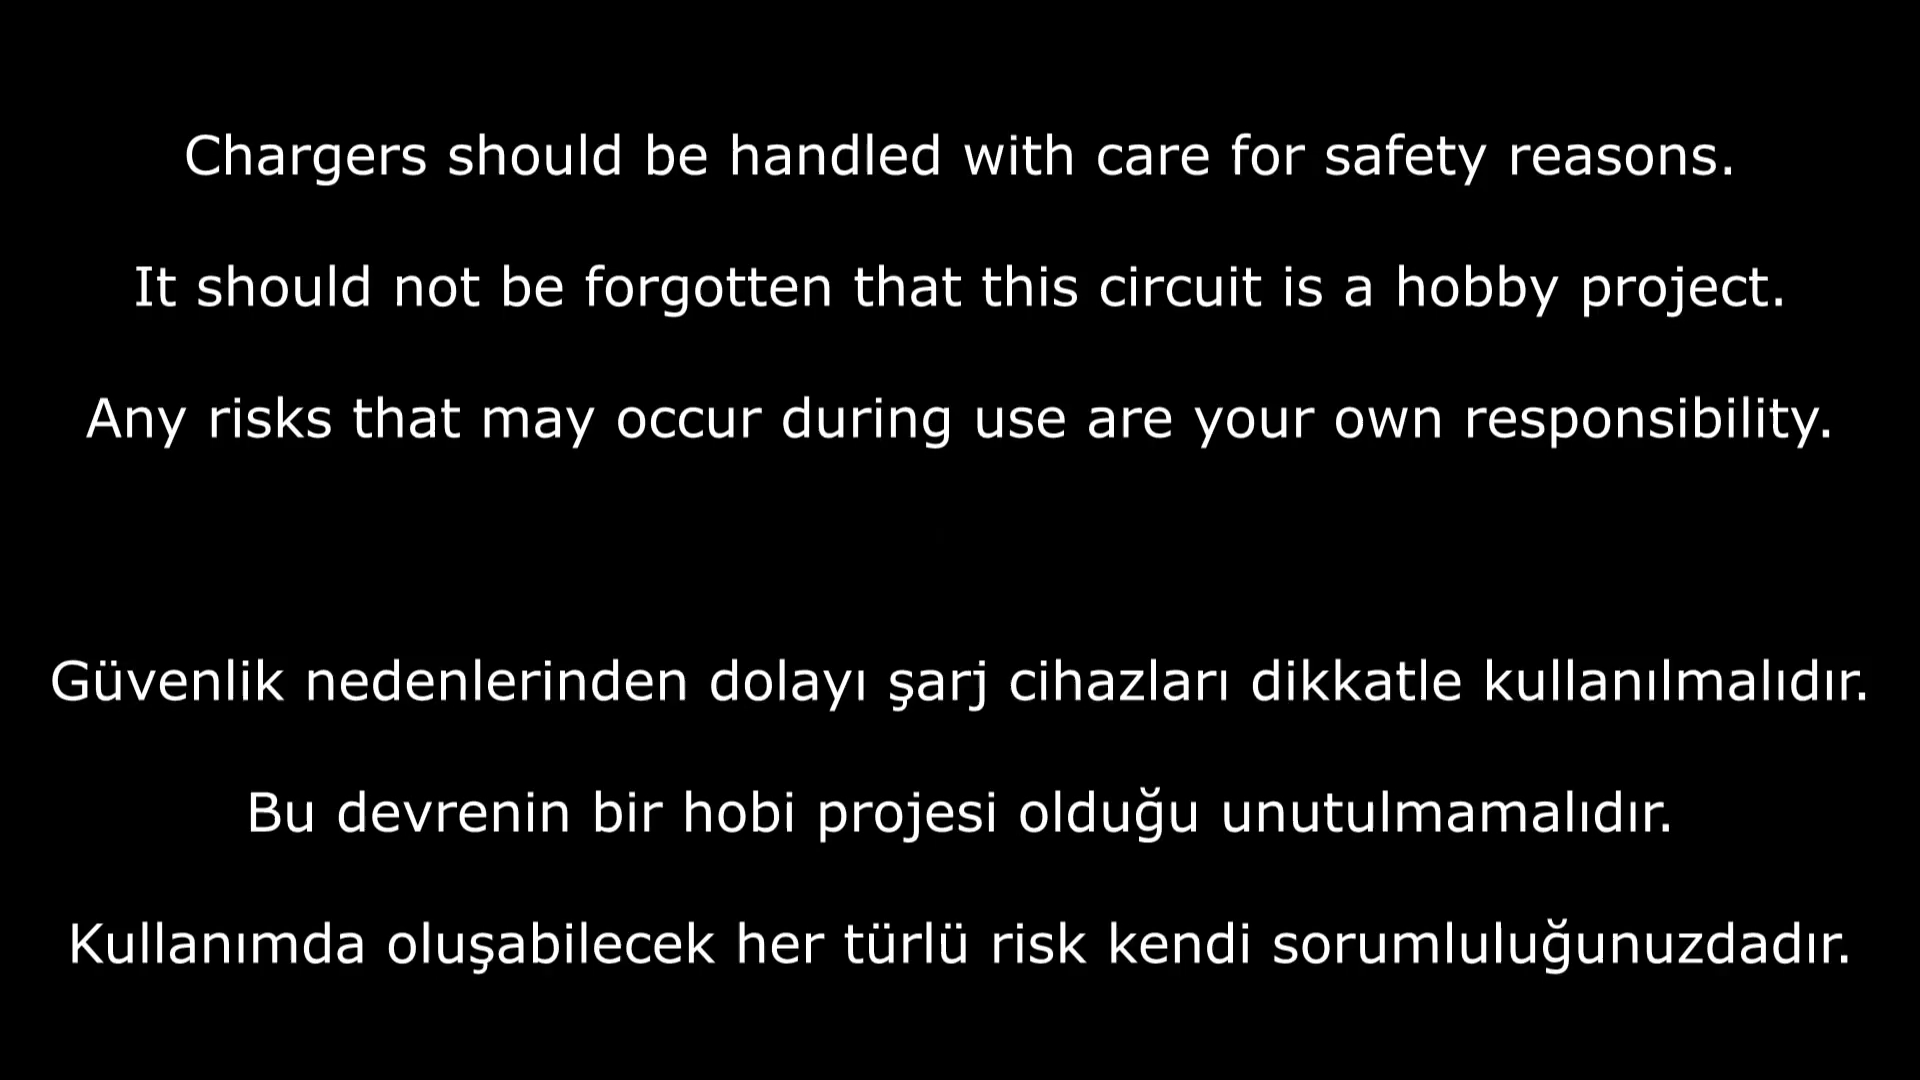 Chargers should be handled with care for safety reasons.
It should not be forgotten that this circuit is a hobby project.
Any risks that may occur during use are your own responsibility.
Güvenlik nedenlerinden dolayı şarj cihazları dikkatle kullanılmalıdır.
Bu devrenin bir hobi projesi olduğu unutulmamalıdır.
Kullanımda oluşabilecek her türlü risk kendi sorumluluğunuzdadır.